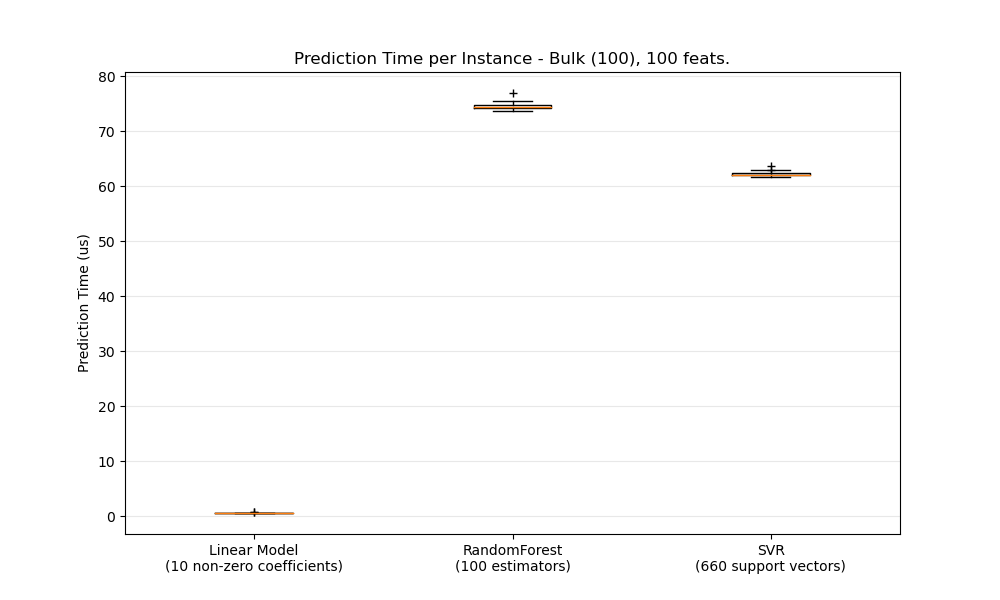 Prediction Time per Instance - Bulk (100), 100 feats.
Prediction Time (us)
80
70
60
50
40
30
20
10
0
Linear Model
(10 non-zero coefficients)
RandomForest
(100 estimators)
SVR
(660 support vectors)